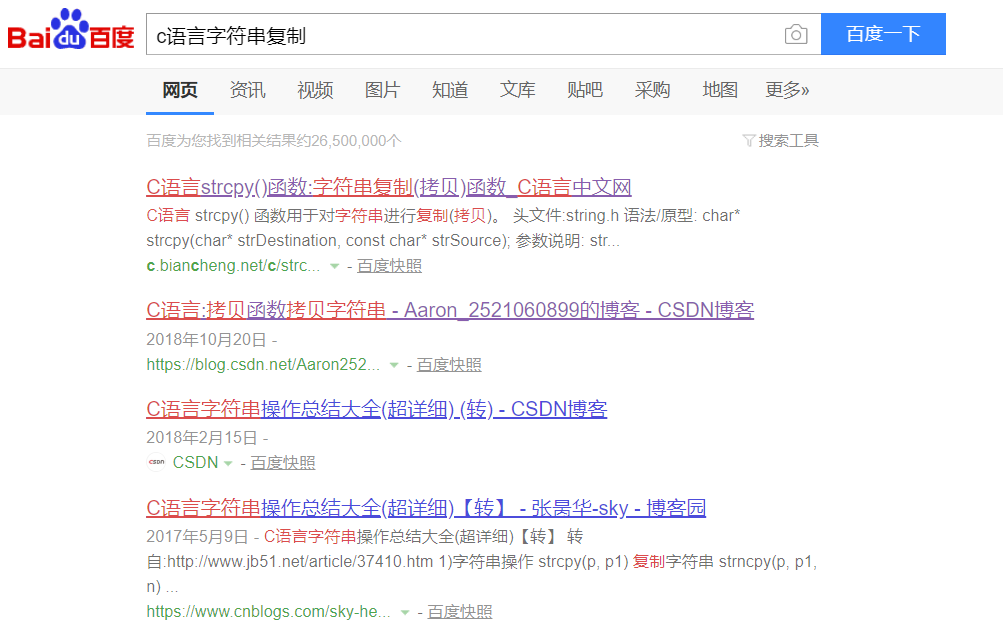 Bai du 百度
c语言字符串复制
百度一下
网页 资讯 视频 图片 知道 文库 贴吧 采购 地图 更多»
百度为您找到相关结果约26,500,000个
搜索工具
C语言strcpy()函数:字符串复制(拷贝)函数_C语言中文网
C语言 strcpy() 函数用于对字符串进行复制(拷贝)。 头文件:string.h 语法/原型: char*
strcpy(char* strDestination, const char* strSource); 参数说明: str...
c.biancheng.net/c/strc... - 百度快照
C语言:拷贝函数拷贝字符串 - Aaron_2521060899的博客 - CSDN博客
2018年10月20日 -
https://blog.csdn.net/Aaron252... - 百度快照
C语言字符串操作总结大全(超详细) (转) - CSDN博客
2018年2月15日 -
CSDN CSDN - 百度快照
C语言字符串操作总结大全(超详细)【转】 - 张昺华-sky - 博客园
2017年5月9日 - C语言字符串操作总结大全(超详细)【转】 转
自:http://www.jb51.net/article/37410.htm 1)字符串操作 strcpy(p, p1) 复制字符串 strncpy(p, p1,
n) ...
https://www.cnblogs.com/sky-he... - 百度快照